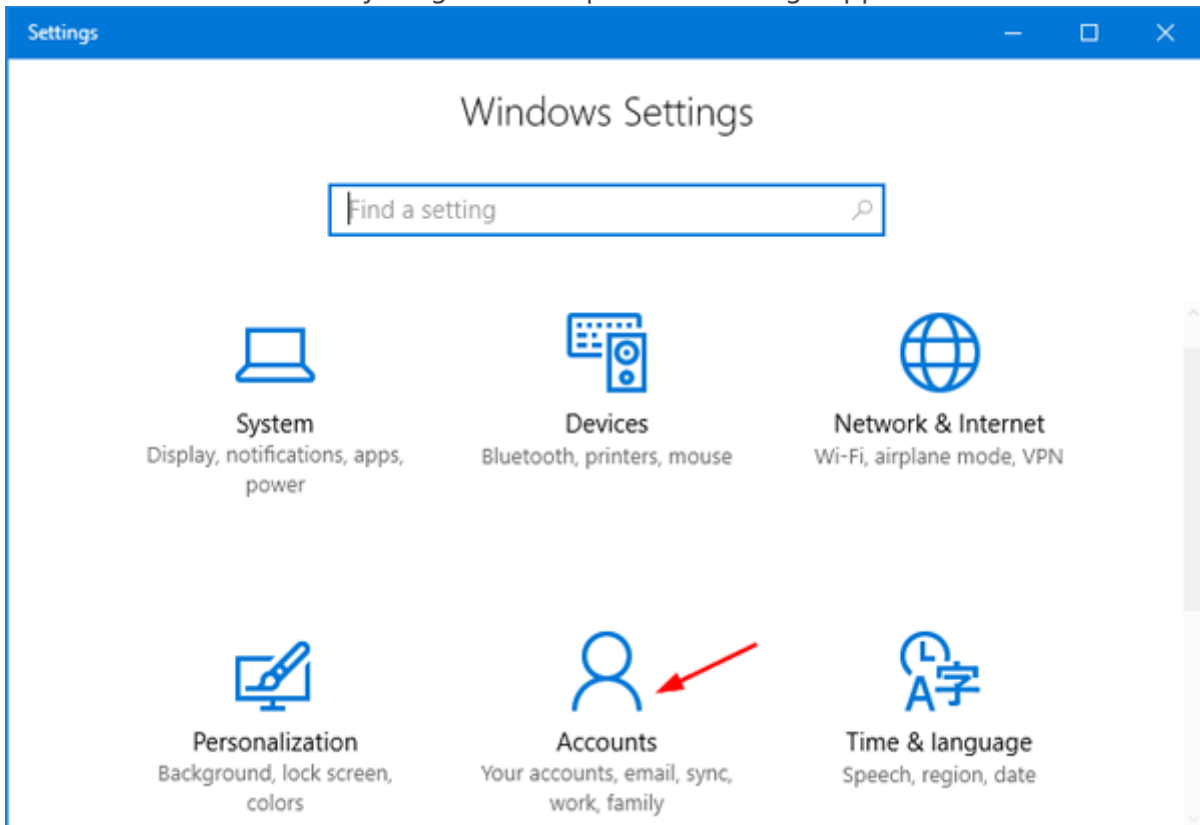 Settings
Windows Settings
Find a setting
System
Display, notifications, apps,
power
Devices
Bluetooth, printers, mouse
Network & Internet
Wi-Fi, airplane mode, VPN
Personalization
Background, lock screen,
colors
Accounts
Your accounts, email, sync,
work, family
A字
Time & language
Speech, region, date